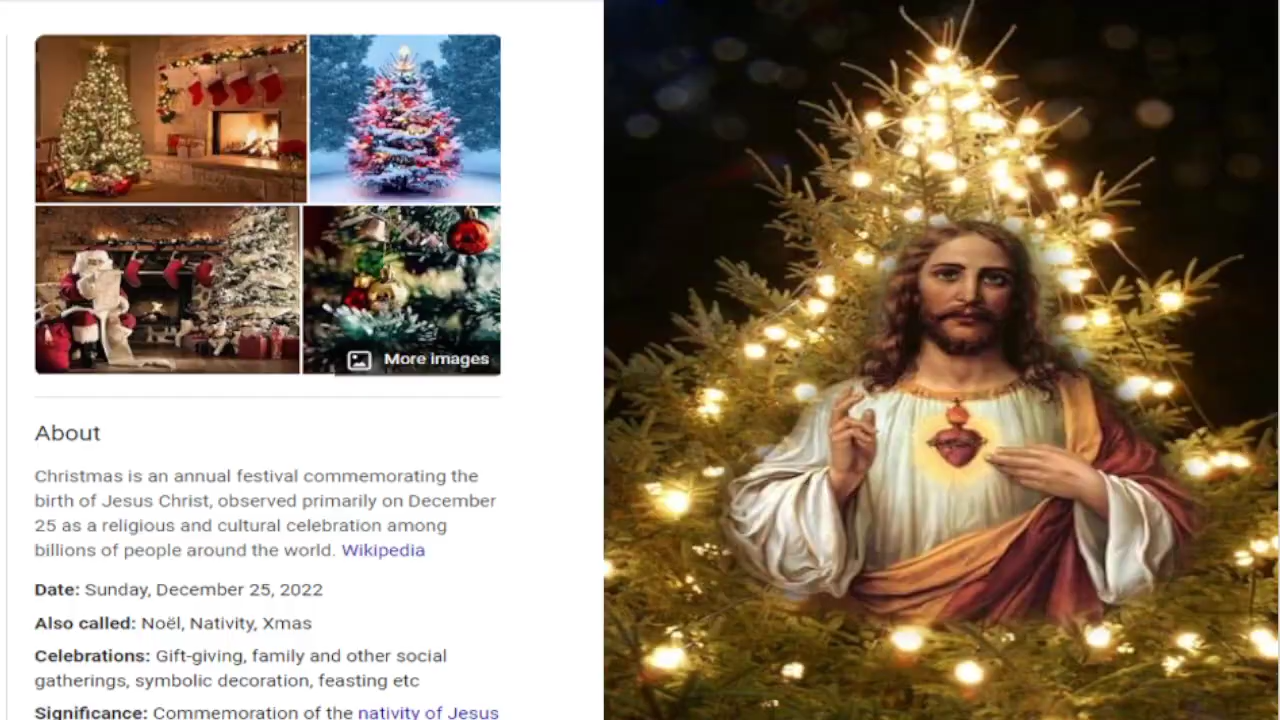 More images
About
Christmas is an annual festival commemorating the
birth of Jesus Christ, observed primarily on December
25 as a religious and cultural celebration among
billions of people around the world. Wikipedia
Date: Sunday, December 25, 2022
Also called: Noël, Nativity, Xmas
Celebrations: Gift-giving, family and other social
gatherings, symbolic decoration, feasting etc
Significance: Commemoration of the nativity of Jesus